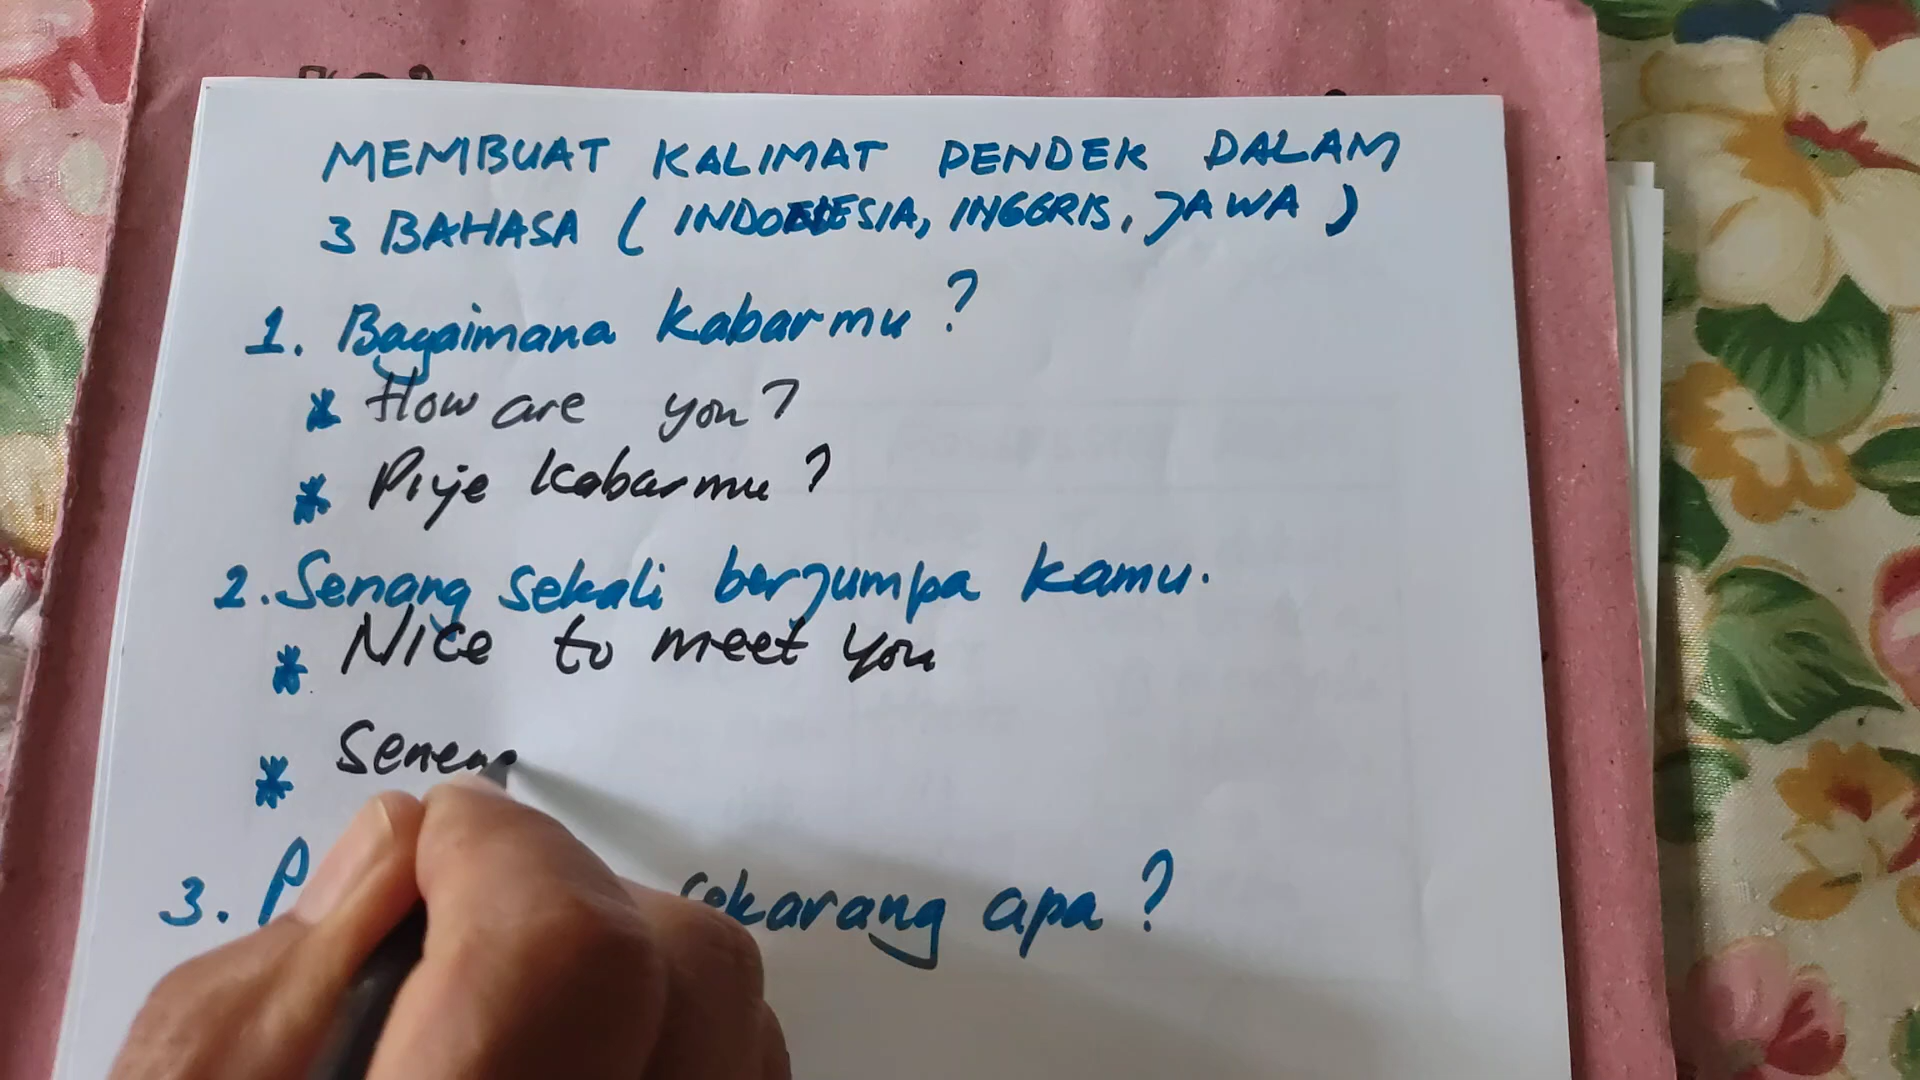 MEMBUAT KALIMAT PENDEK DALAM
3 BAHASA ( INDONESIA, INGGRIS, JAWA )
1. Bagaimana kabarmu ?
* How are you?
* Piye kabarmu ?
2. Senang sekali berjumpa kamu.
* Nice to meet you
* Senen
3. sekarang apa ?